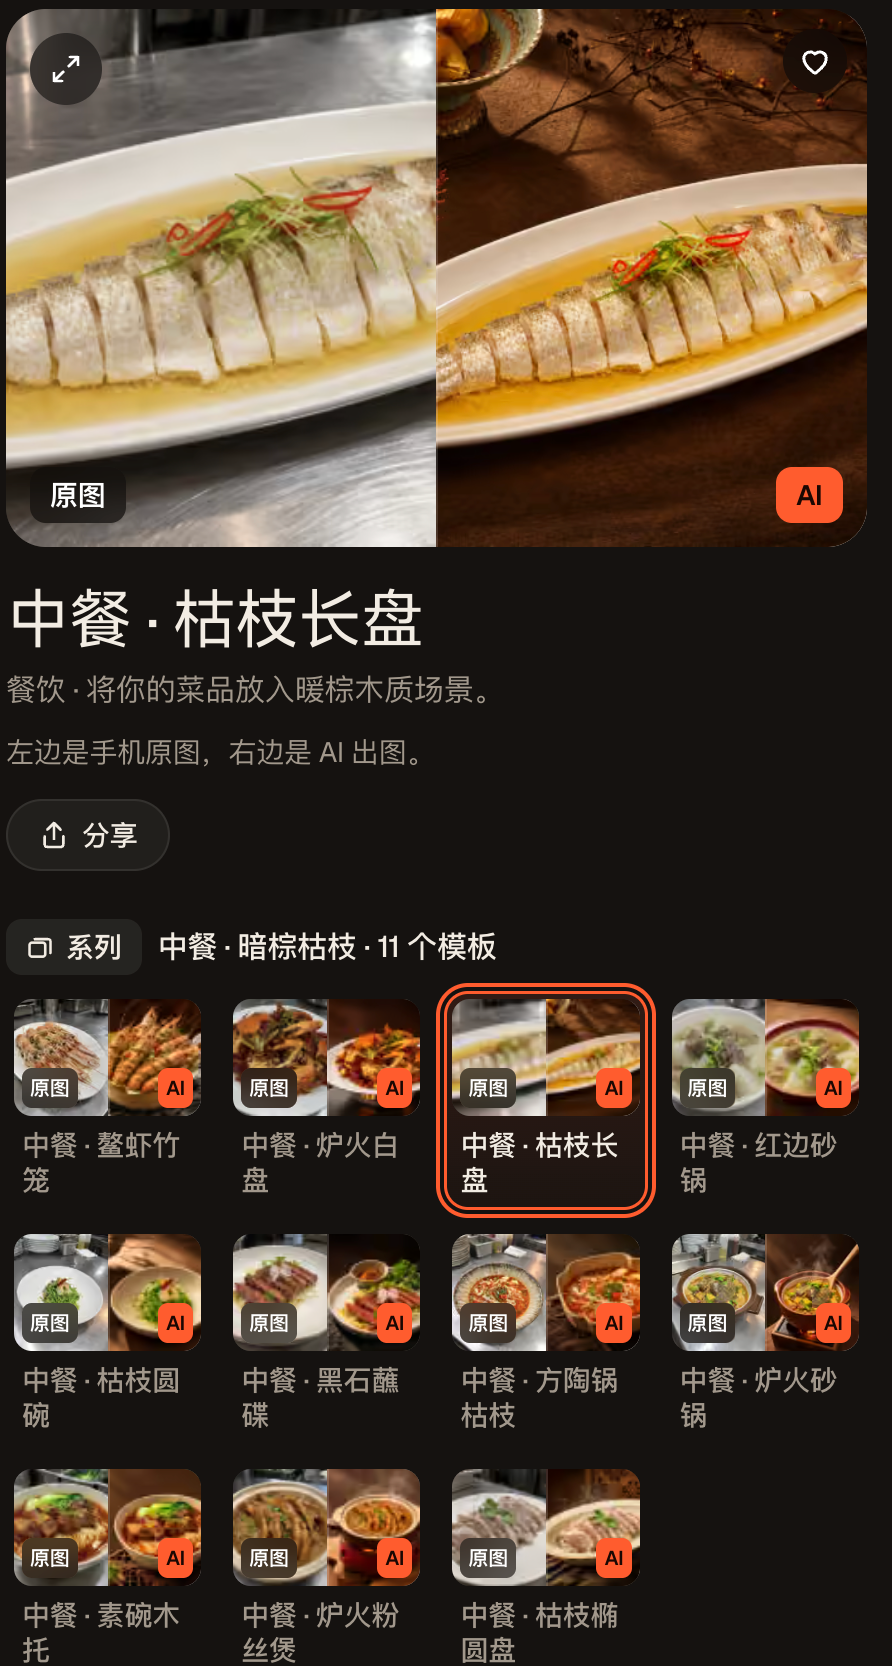 原图
AI
中餐 · 枯枝长盘
餐饮 · 将你的菜品放入暖棕木质场景。
左边是手机原图，右边是 AI 出图。
分享
系列
中餐 · 暗棕枯枝 · 11 个模板
原图
AI
原图
AI
原图
AI
原图
AI
中餐 · 鳌虾竹
笼
中餐 · 炉火白
盘
中餐 · 枯枝长
盘
中餐 · 红边砂
锅
原图
AI
原图
AI
原图
AI
原图
AI
中餐 · 枯枝圆
碗
中餐 · 黑石蘸
碟
中餐 · 方陶锅
枯枝
中餐 · 炉火砂
锅
原图
AI
原图
AI
原图
AI
中餐 · 素碗木
托
中餐 · 炉火粉
丝煲
中餐 · 枯枝椭
圆盘